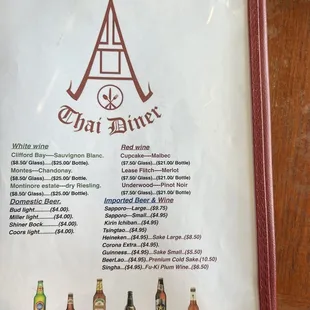 Thai Diner
White wine
Clifford Bay----Sauvignon Blanc.
($8.50/ Glass).....($25.00/ Bottle).
Montes---Chandoney.
($8.50/ Glass)....($25.00/ Bottle).
Montinore estate---dry Riesling.
($8.50/ Glass)....($25.00/ Bottle).
Domestic Beer.
Bud light.........($4.00).
Miller light.......($4.00).
Shiner Bock.......($4.00).
Coors light........($4.00).
Red wine
Cupcake----Malbec
($7.50/ Glass)....($21.00/ Bottle)
Lease Flitch----Merlot
($7.50/ Glass)....($21.00/ Bottle)
Underwood----Pinot Noir
($7.50/ Glass)....($21.00/ Bottle)
Imported Beer & Wine
Sapporo---Large...($9.75)
Sapporo---Small...($4.95)
Kirin Ichiban...($4.95)
Tsingtao...($4.95)
Heineken...($4.95)..Sake Large.($8.50)
Corona Extra...($4.95).
Guinness....($4.95)...Sake Small..($5.50)
BeerLao...($4.95)..Premium Cold Sake.(10.50)
Singha...($4.95)..Fu-Ki Plum Wine..($6.50)